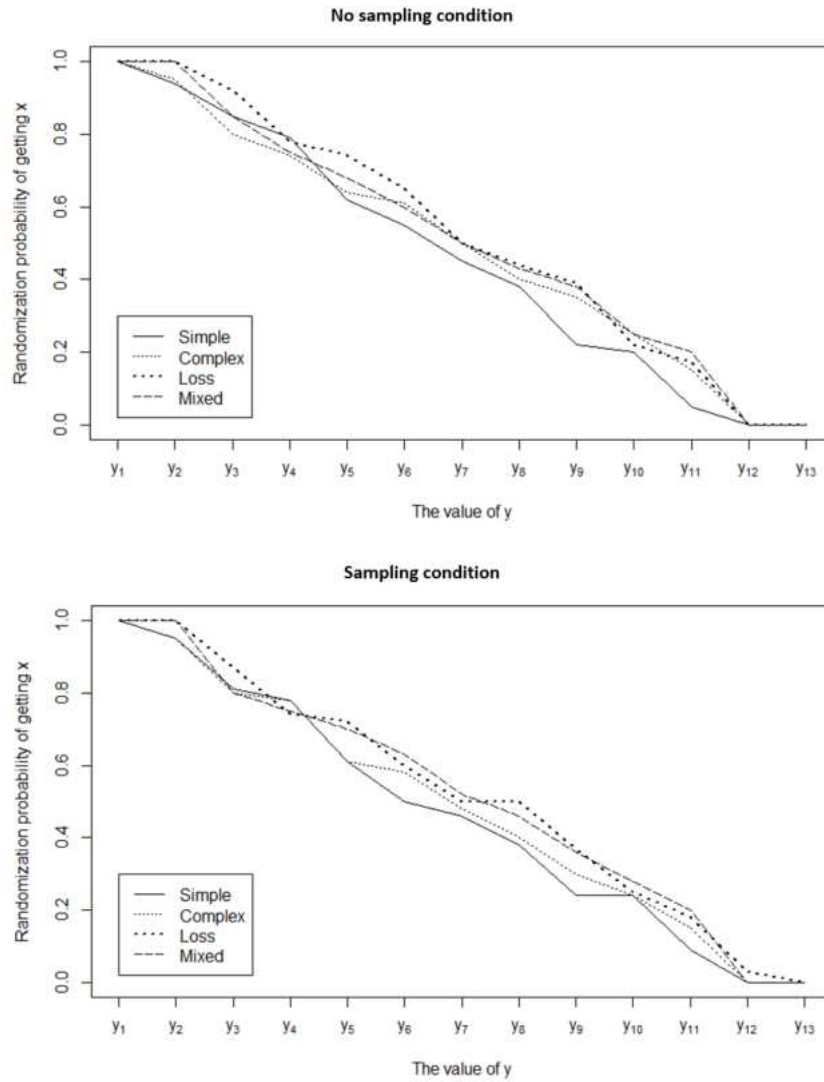 No sampling condition
Randomization probability of getting x
1.0
0.8
0.6
0.4
0.2
0.0
Simple
Complex
Loss
Mixed
y₁ y₂ y₃ y₄ y₅ y₆ y₇ y₈ y₉ y₁₀ y₁₁ y₁₂ y₁₃
The value of y
Sampling condition
Randomization probability of getting x
1.0
0.8
0.6
0.4
0.2
0.0
Simple
Complex
Loss
Mixed
y₁ y₂ y₃ y₄ y₅ y₆ y₇ y₈ y₉ y₁₀ y₁₁ y₁₂ y₁₃
The value of y